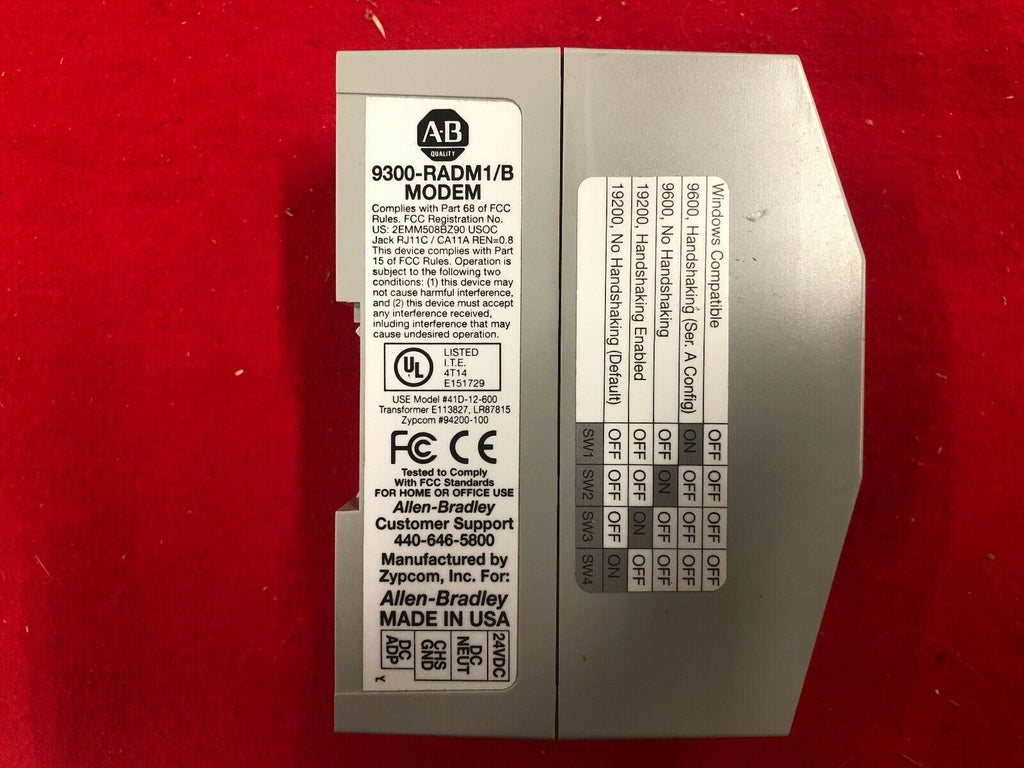 A-B
QUALITY
9300-RADM1/B
MODEM
Complies with Part 68 of FCC
Rules. FCC Registration No.
US: 2EMM508BZ90 USOC
Jack RJ11C / CA11A REN=0.8
This device complies with Part
15 of FCC Rules. Operation is
subject to the following two
conditions: (1) this device may
not cause harmful interference,
and (2) this device must accept
any interference received,
inluding interference that may
cause undesired operation.
UL
LISTED
I.T.E.
4T14
E151729
USE Model #41D-12-600
Transformer E113827, LR87815
Zypcom #94200-100
FC CE
Tested to Comply
With FCC Standards
FOR HOME OR OFFICE USE
Allen-Bradley
Customer Support
440-646-5800
Manufactured by
Zypcom, Inc. For:
Allen-Bradley
MADE IN USA
24VDC
DC
NEUT
CHS
GND
DC
ADP
Y
Windows Compatible OFF OFF OFF OFF
9600, Handshaking (Ser. A Config) ON OFF OFF OFF
9600, No Handshaking OFF ON OFF OFF
19200, Handshaking Enabled OFF OFF ON OFF
19200, No Handshaking (Default) OFF OFF OFF ON
SW1 SW2 SW3 SW4